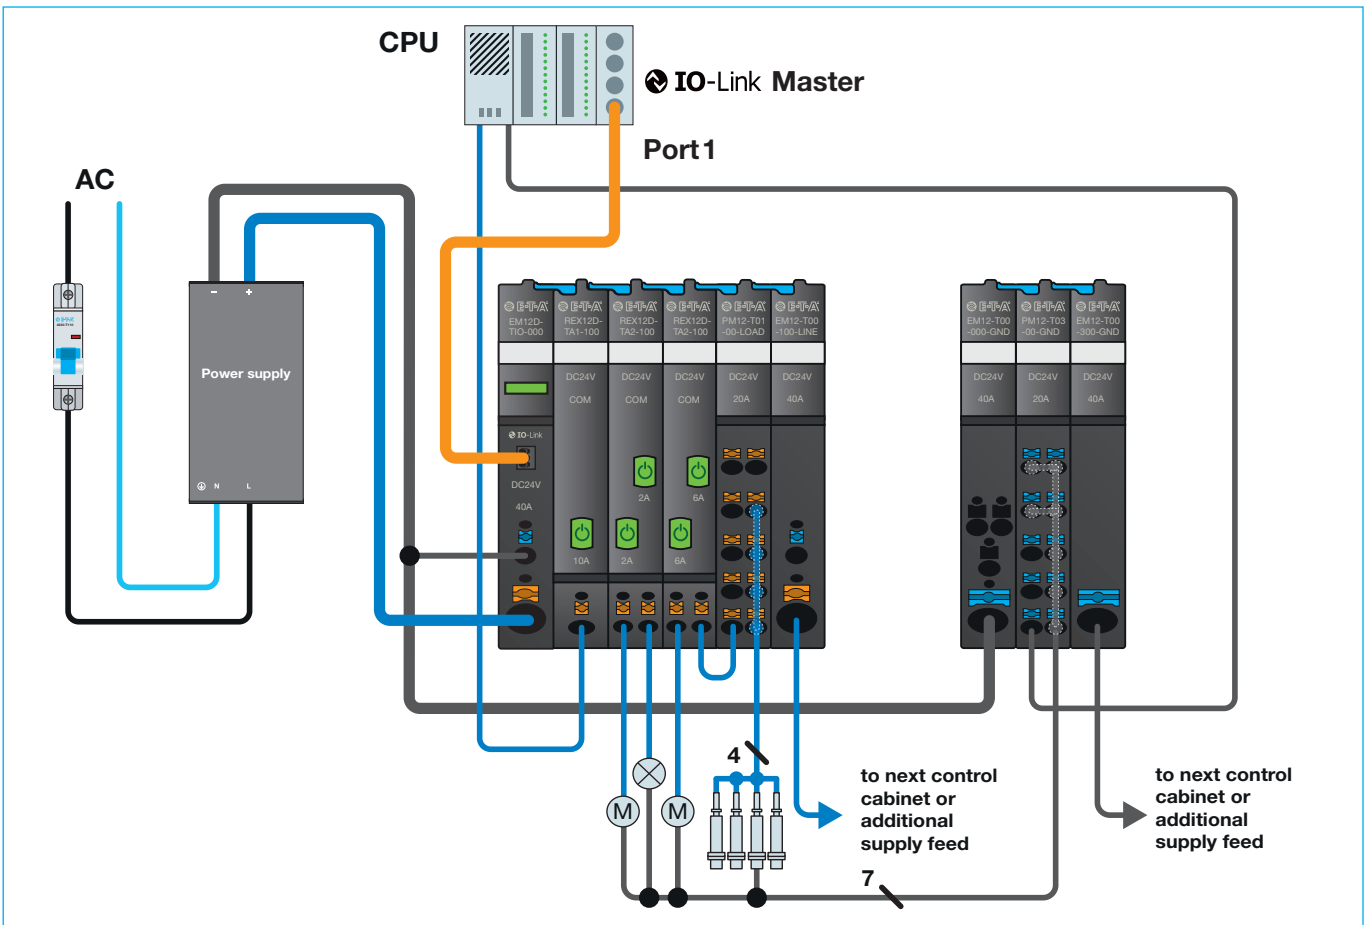 CPU
IO-Link Master
Port 1
AC
E-T-A
- +
Power supply
N L
E-T-A E-T-A E-T-A E-T-A E-T-A E-T-A
EM12D-
TIO-000
REX12D-
TA1-100
REX12D-
TA2-100
REX12D-
TA2-100
PM12-T01
-00-LOAD
EM12-T00
-100-LINE
DC24V
COM
DC24V
COM
DC24V
COM
DC24V
20A
DC24V
40A
IO-Link
DC24V
40A
2A
6A
10A
2A
6A
E-T-A E-T-A E-T-A
EM12-T00
-000-GND
PM12-T03
-00-GND
EM12-T00
-300-GND
DC24V
40A
DC24V
20A
DC24V
40A
4
M
M
to next control
cabinet or
additional
supply feed
to next control
cabinet or
additional
supply feed
7